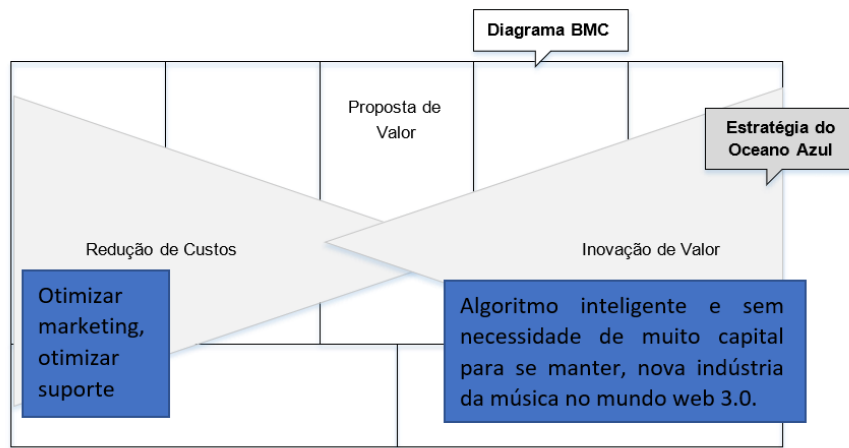 Diagrama BMC
Proposta de
Valor
Estratégia do
Oceano Azul
Redução de Custos
Inovação de Valor
Otimizar
marketing,
otimizar
suporte
Algoritmo inteligente e sem
necessidade de muito capital
para se manter, nova indústria
da música no mundo web 3.0.